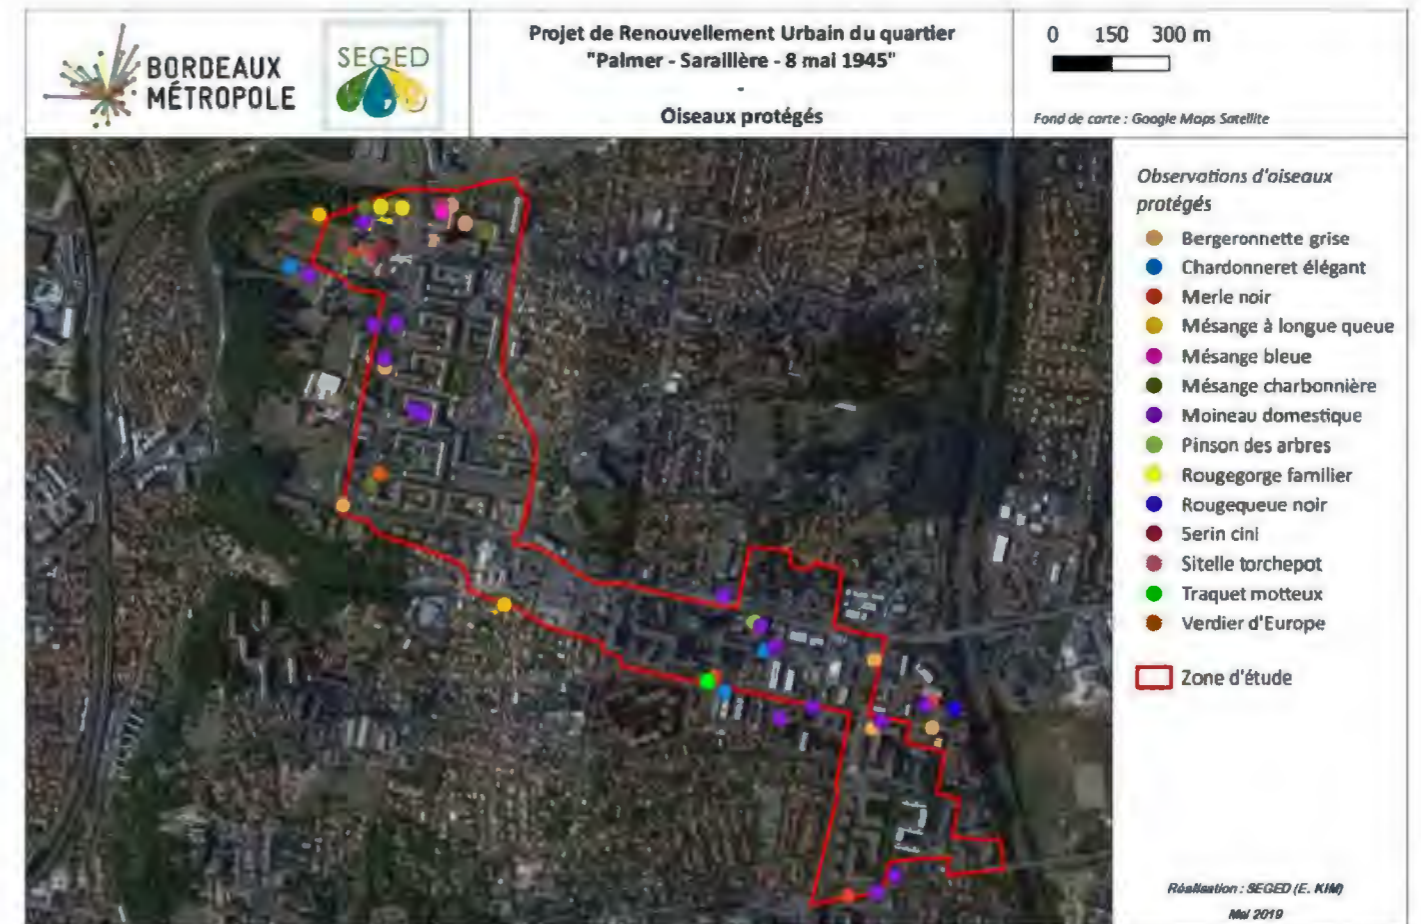 BORDEAUX
MÉTROPOLE
SEGED
Projet de Renouvellement Urbain du quartier
"Palmer - Saraillère - 8 mai 1945"
-
Oiseaux protégés
0 150 300 m
Fond de carte : Google Maps Satellite
Observations d'oiseaux
protégés
Bergeronnette grise
Chardonneret élégant
Merle noir
Mésange à longue queue
Mésange bleue
Mésange charbonnière
Moineau domestique
Pinson des arbres
Rougegorge familier
Rougequeue noir
Serin cini
Sitelle torchepot
Traquet motteux
Verdier d'Europe
Zone d'étude
Réalisation : SEGED (E. KIM)
Mai 2019